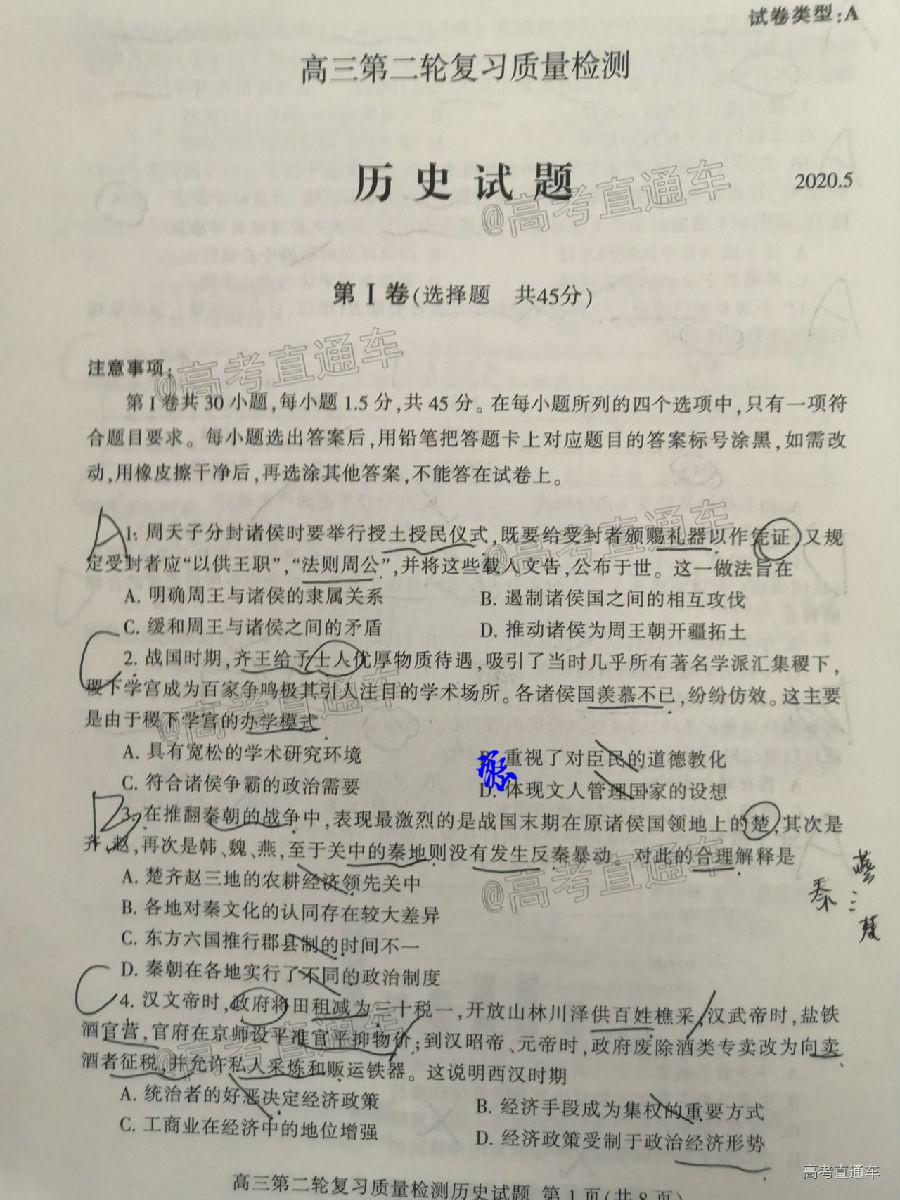 试卷类型:A
高三第二轮复习质量检测
历史试题
2020.5
@高考直通车
第Ⅰ卷(选择题 共45分)
注意事项:
@高考直通车
第Ⅰ卷共30小题,每小题1.5分,共45分。在每小题所列的四个选项中,只有一项符
合题目要求。每小题选出答案后,用铅笔把答题卡上对应题目的答案标号涂黑,如需改
动,用橡皮擦干净后,再选涂其他答案,不能答在试卷上。
A
1.周天子分封诸侯时要举行授土授民仪式,既要给受封者颁赐礼器以作凭证,又规
定受封者应“以供王职”,“法则周公”,并将这些载入文告,公布于世。这一做法旨在
@高考直通车
A. 明确周王与诸侯的隶属关系 B. 遏制诸侯国之间的相互攻伐
C. 缓和周王与诸侯之间的矛盾 D. 推动诸侯为周王朝开疆拓土
C
2. 战国时期,齐王给予士人优厚物质待遇,吸引了当时几乎所有著名学派汇集稷下,
稷下学宫成为百家争鸣极其引人注目的学术场所。各诸侯国羡慕不已,纷纷仿效。这主要
是由于稷下学宫的办学模式
@高考直通车
A. 具有宽松的学术研究环境 B. 重视了对臣民的道德教化
C. 符合诸侯争霸的政治需要 D. 体现文人管理国家的设想
B
3. 在推翻秦朝的战争中,表现最激烈的是战国末期在原诸侯国领地上的楚,其次是
齐、赵,再次是韩、魏、燕,至于关中的秦地则没有发生反秦暴动。对此的合理解释是
@高考直通车
A. 楚齐赵三地的农耕经济领先关中
B. 各地对秦文化的认同存在较大差异
C. 东方六国推行郡县制的时间不一
D. 秦朝在各地实行了不同的政治制度
秦
C
4. 汉文帝时,政府将田租减为三十税一,开放山林川泽供百姓樵采;汉武帝时,盐铁
酒官营,官府在京师设平准官平抑物价;到汉昭帝、元帝时,政府废除酒类专卖改为向卖
酒者征税,并允许私人采炼和贩运铁器。这说明西汉时期
@高考直通车
A. 统治者的好恶决定经济政策 B. 经济手段成为集权的重要方式
C. 工商业在经济中的地位增强 D. 经济政策受制于政治经济形势
高三第二轮复习质量检测历史试题 第1页(共8页)
高考直通车